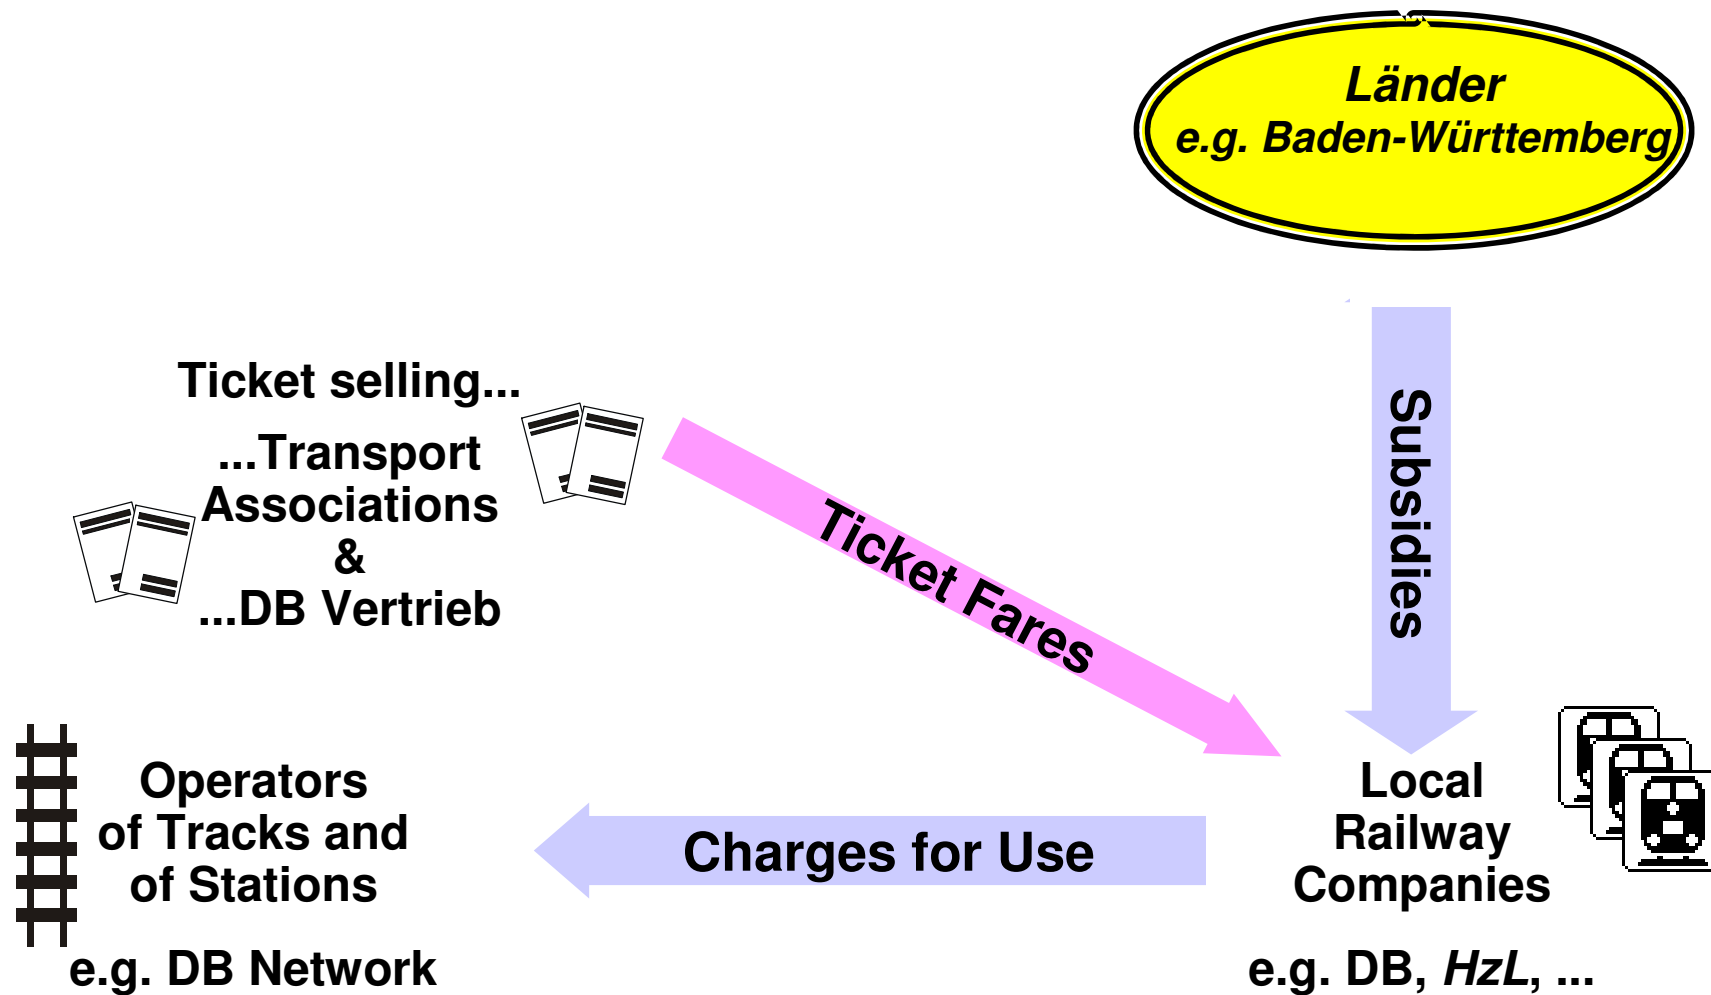 Länder
e.g. Baden-Württemberg
Ticket selling...
...Transport
Associations
&
...DB Vertrieb
Ticket Fares
Subsidies
Operators
of Tracks and
of Stations
e.g. DB Network
Charges for Use
Local
Railway
Companies
e.g. DB, HzL, ...